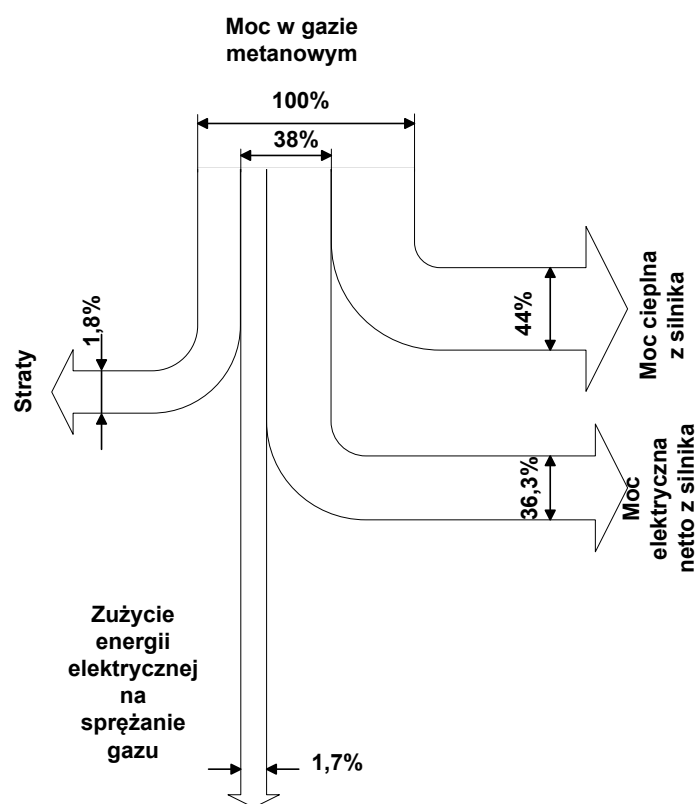 Moc w gazie
metanowym
100%
38%
1,8%
Straty
44%
Moc cieplna
z silnika
36,3%
Moc
elektryczna
netto z silnika
Zużycie
energii
elektrycznej
na
sprężanie
gazu
1,7%